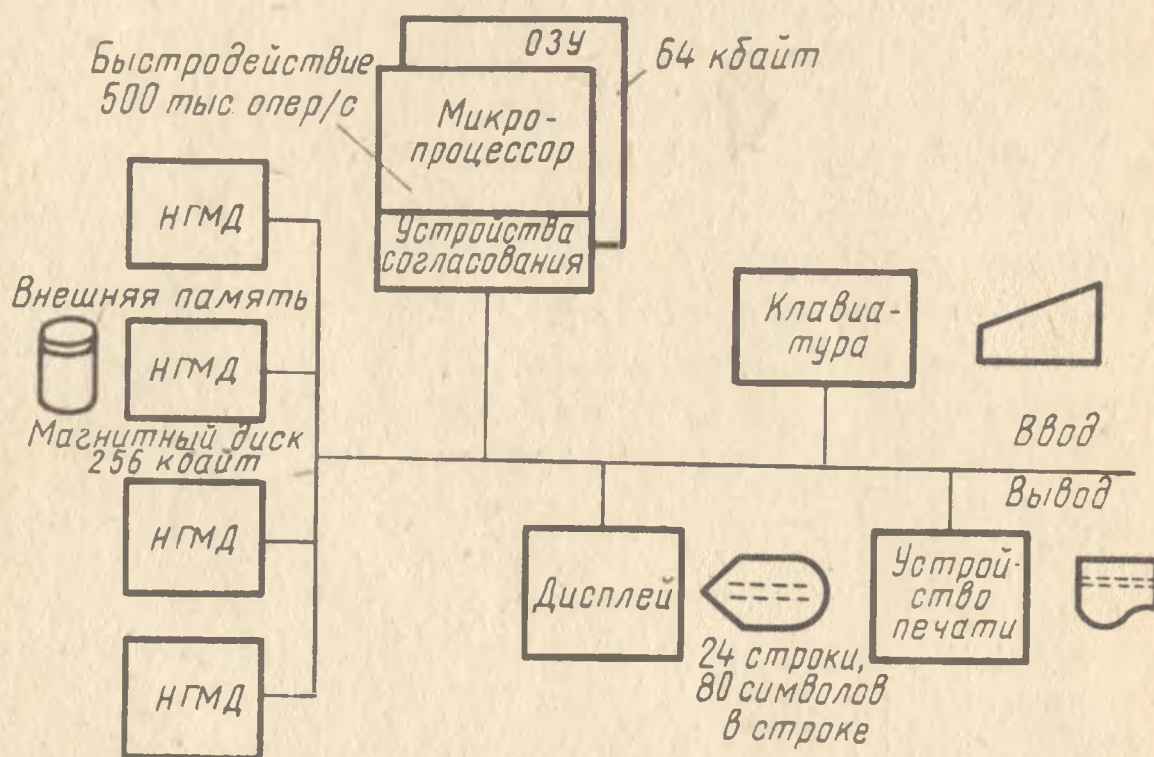 ОЗУ
64 кбайт
Быстродействие
500 тыс опер/с
Микро-
процессор
Устройства
согласования
НГМД
Внешняя память
НГМД
Магнитный диск
256 кбайт
НГМД
НГМД
Клавиа-
тура
Ввод
Вывод
Дисплей
24 строки,
80 символов
в строке
Устрой-
ство
печати